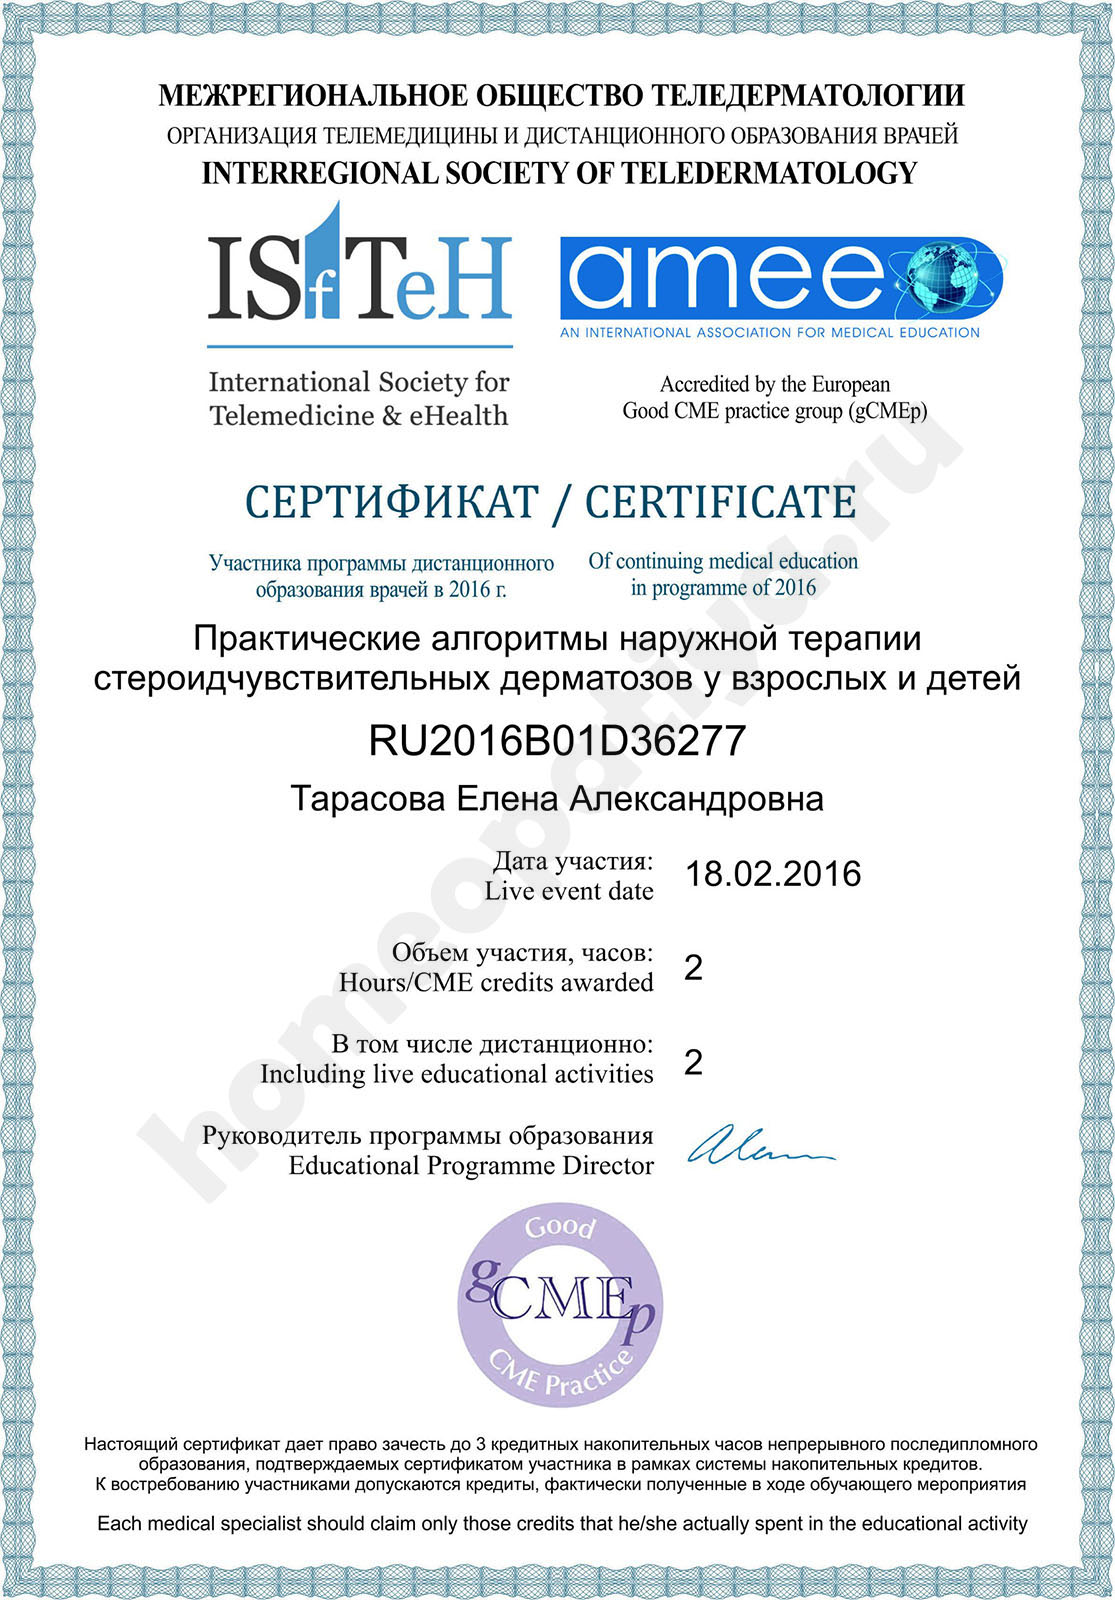 МЕЖРЕГИОНАЛЬНОЕ ОБЩЕСТВО ТЕЛЕДЕРМАТОЛОГИИ
ОРГАНИЗАЦИЯ ТЕЛЕМЕДИЦИНЫ И ДИСТАНЦИОННОГО ОБРАЗОВАНИЯ ВРАЧЕЙ
INTERREGIONAL SOCIETY OF TELEDERMATOLOGY
ISfTeH
International Society for
Telemedicine & eHealth
amee
AN INTERNATIONAL ASSOCIATION FOR MEDICAL EDUCATION
Accredited by the European
Good CME practice group (gCMEp)
СЕРТИФИКАТ / CERTIFICATE
Участника программы дистанционного
образования врачей в 2016 г.
Of continuing medical education
in programme of 2016
Практические алгоритмы наружной терапии
стероидчувствительных дерматозов у взрослых и детей
RU2016B01D36277
Тарасова Елена Александровна
Дата участия:
Live event date
18.02.2016
Объем участия, часов:
Hours/CME credits awarded
2
В том числе дистанционно:
Including live educational activities
2
Руководитель программы образования
Educational Programme Director
Good
gCMEp
CME Practice
Настоящий сертификат дает право зачесть до 3 кредитных накопительных часов непрерывного последипломного
образования, подтверждаемых сертификатом участника в рамках системы накопительных кредитов.
К востребованию участниками допускаются кредиты, фактически полученные в ходе обучающего мероприятия
Each medical specialist should claim only those credits that he/she actually spent in the educational activity
homeopatiya.ru